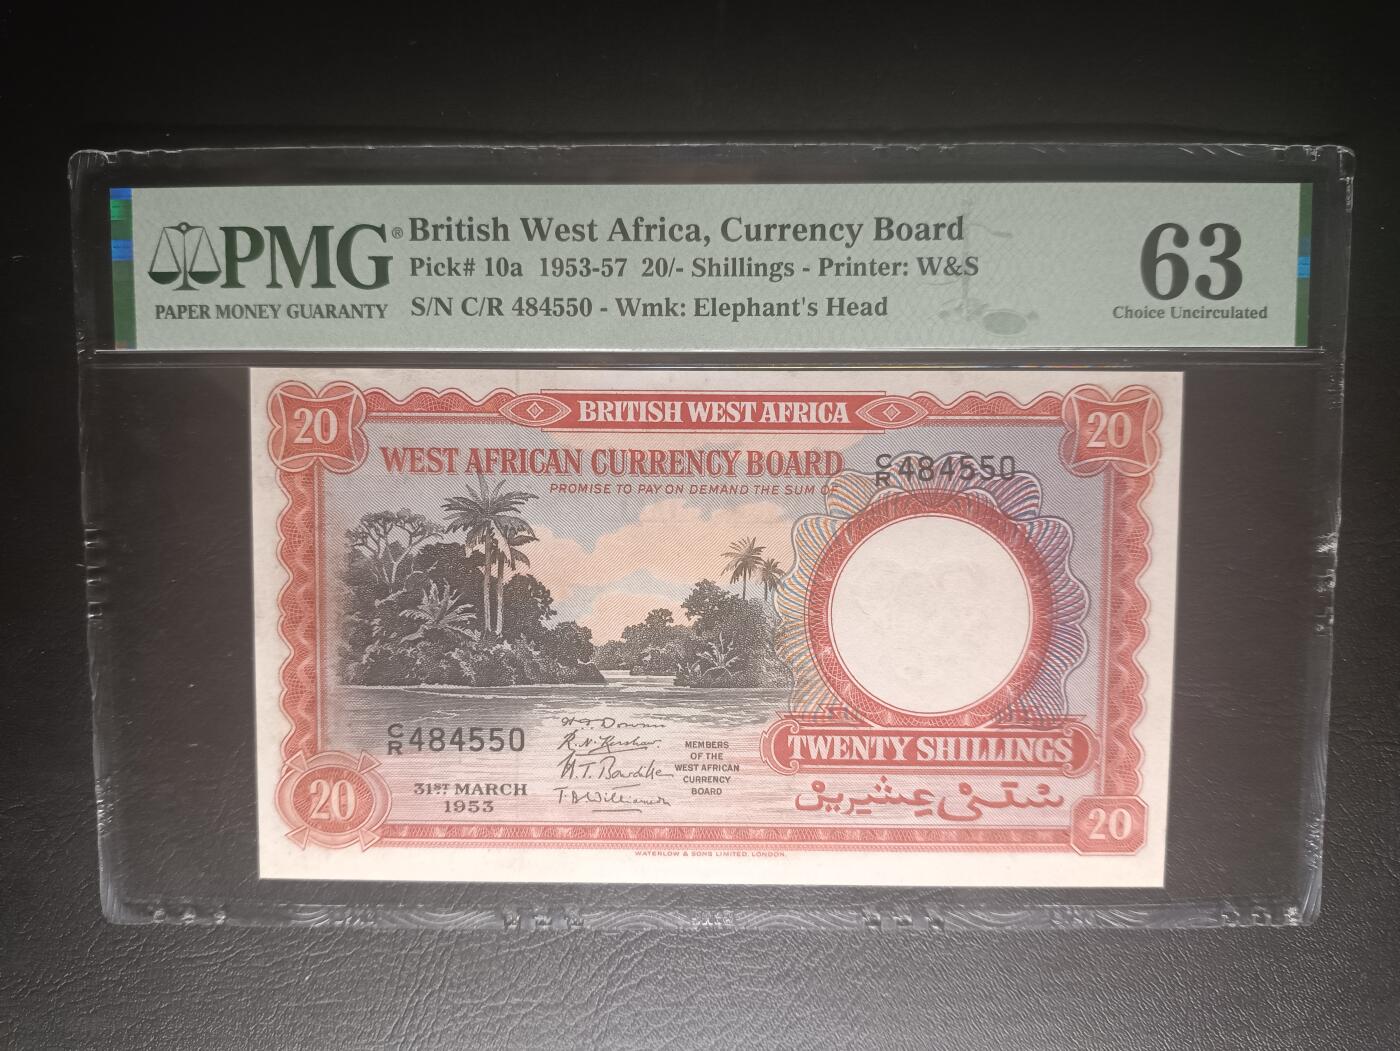 PMG®
PAPER MONEY GUARANTY
British West Africa, Currency Board
Pick# 10a 1953-57 20/- Shillings - Printer: W&S
S/N C/R 484550 - Wmk: Elephant's Head
63
Choice Uncirculated
20
BRITISH WEST AFRICA
20
WEST AFRICAN CURRENCY BOARD
C/R 484550
PROMISE TO PAY ON DEMAND THE SUM OF
C/R 484550
31ST MARCH
1953
R.N. Kershaw.
MEMBERS
OF THE
WEST AFRICAN
CURRENCY
BOARD
TWENTY SHILLINGS
20
20
WATERLOW & SONS LIMITED, LONDON.